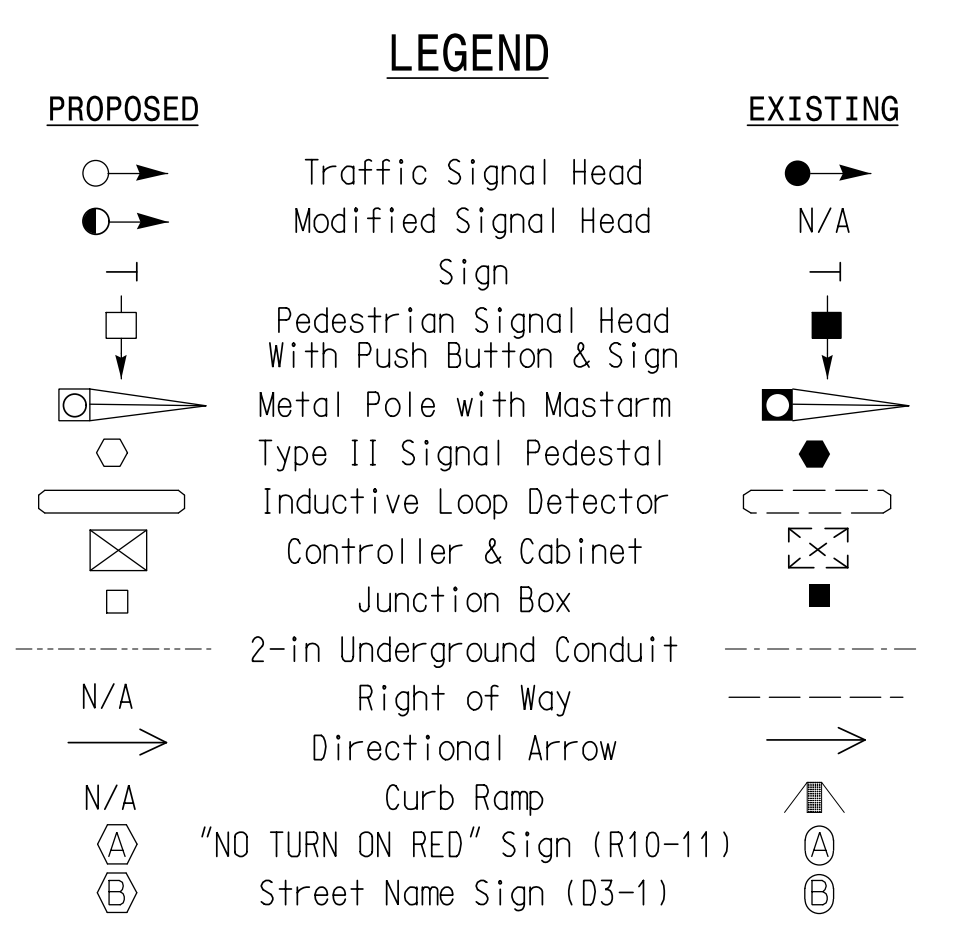 LEGEND
PROPOSED EXISTING
Traffic Signal Head
Modified Signal Head N/A
Sign
Pedestrian Signal Head
With Push Button & Sign
Metal Pole with Mastarm
Type II Signal Pedestal
Inductive Loop Detector
Controller & Cabinet
Junction Box
2-in Underground Conduit
N/A Right of Way
Directional Arrow
N/A Curb Ramp
A "NO TURN ON RED" Sign (R10-11) A
B Street Name Sign (D3-1) B